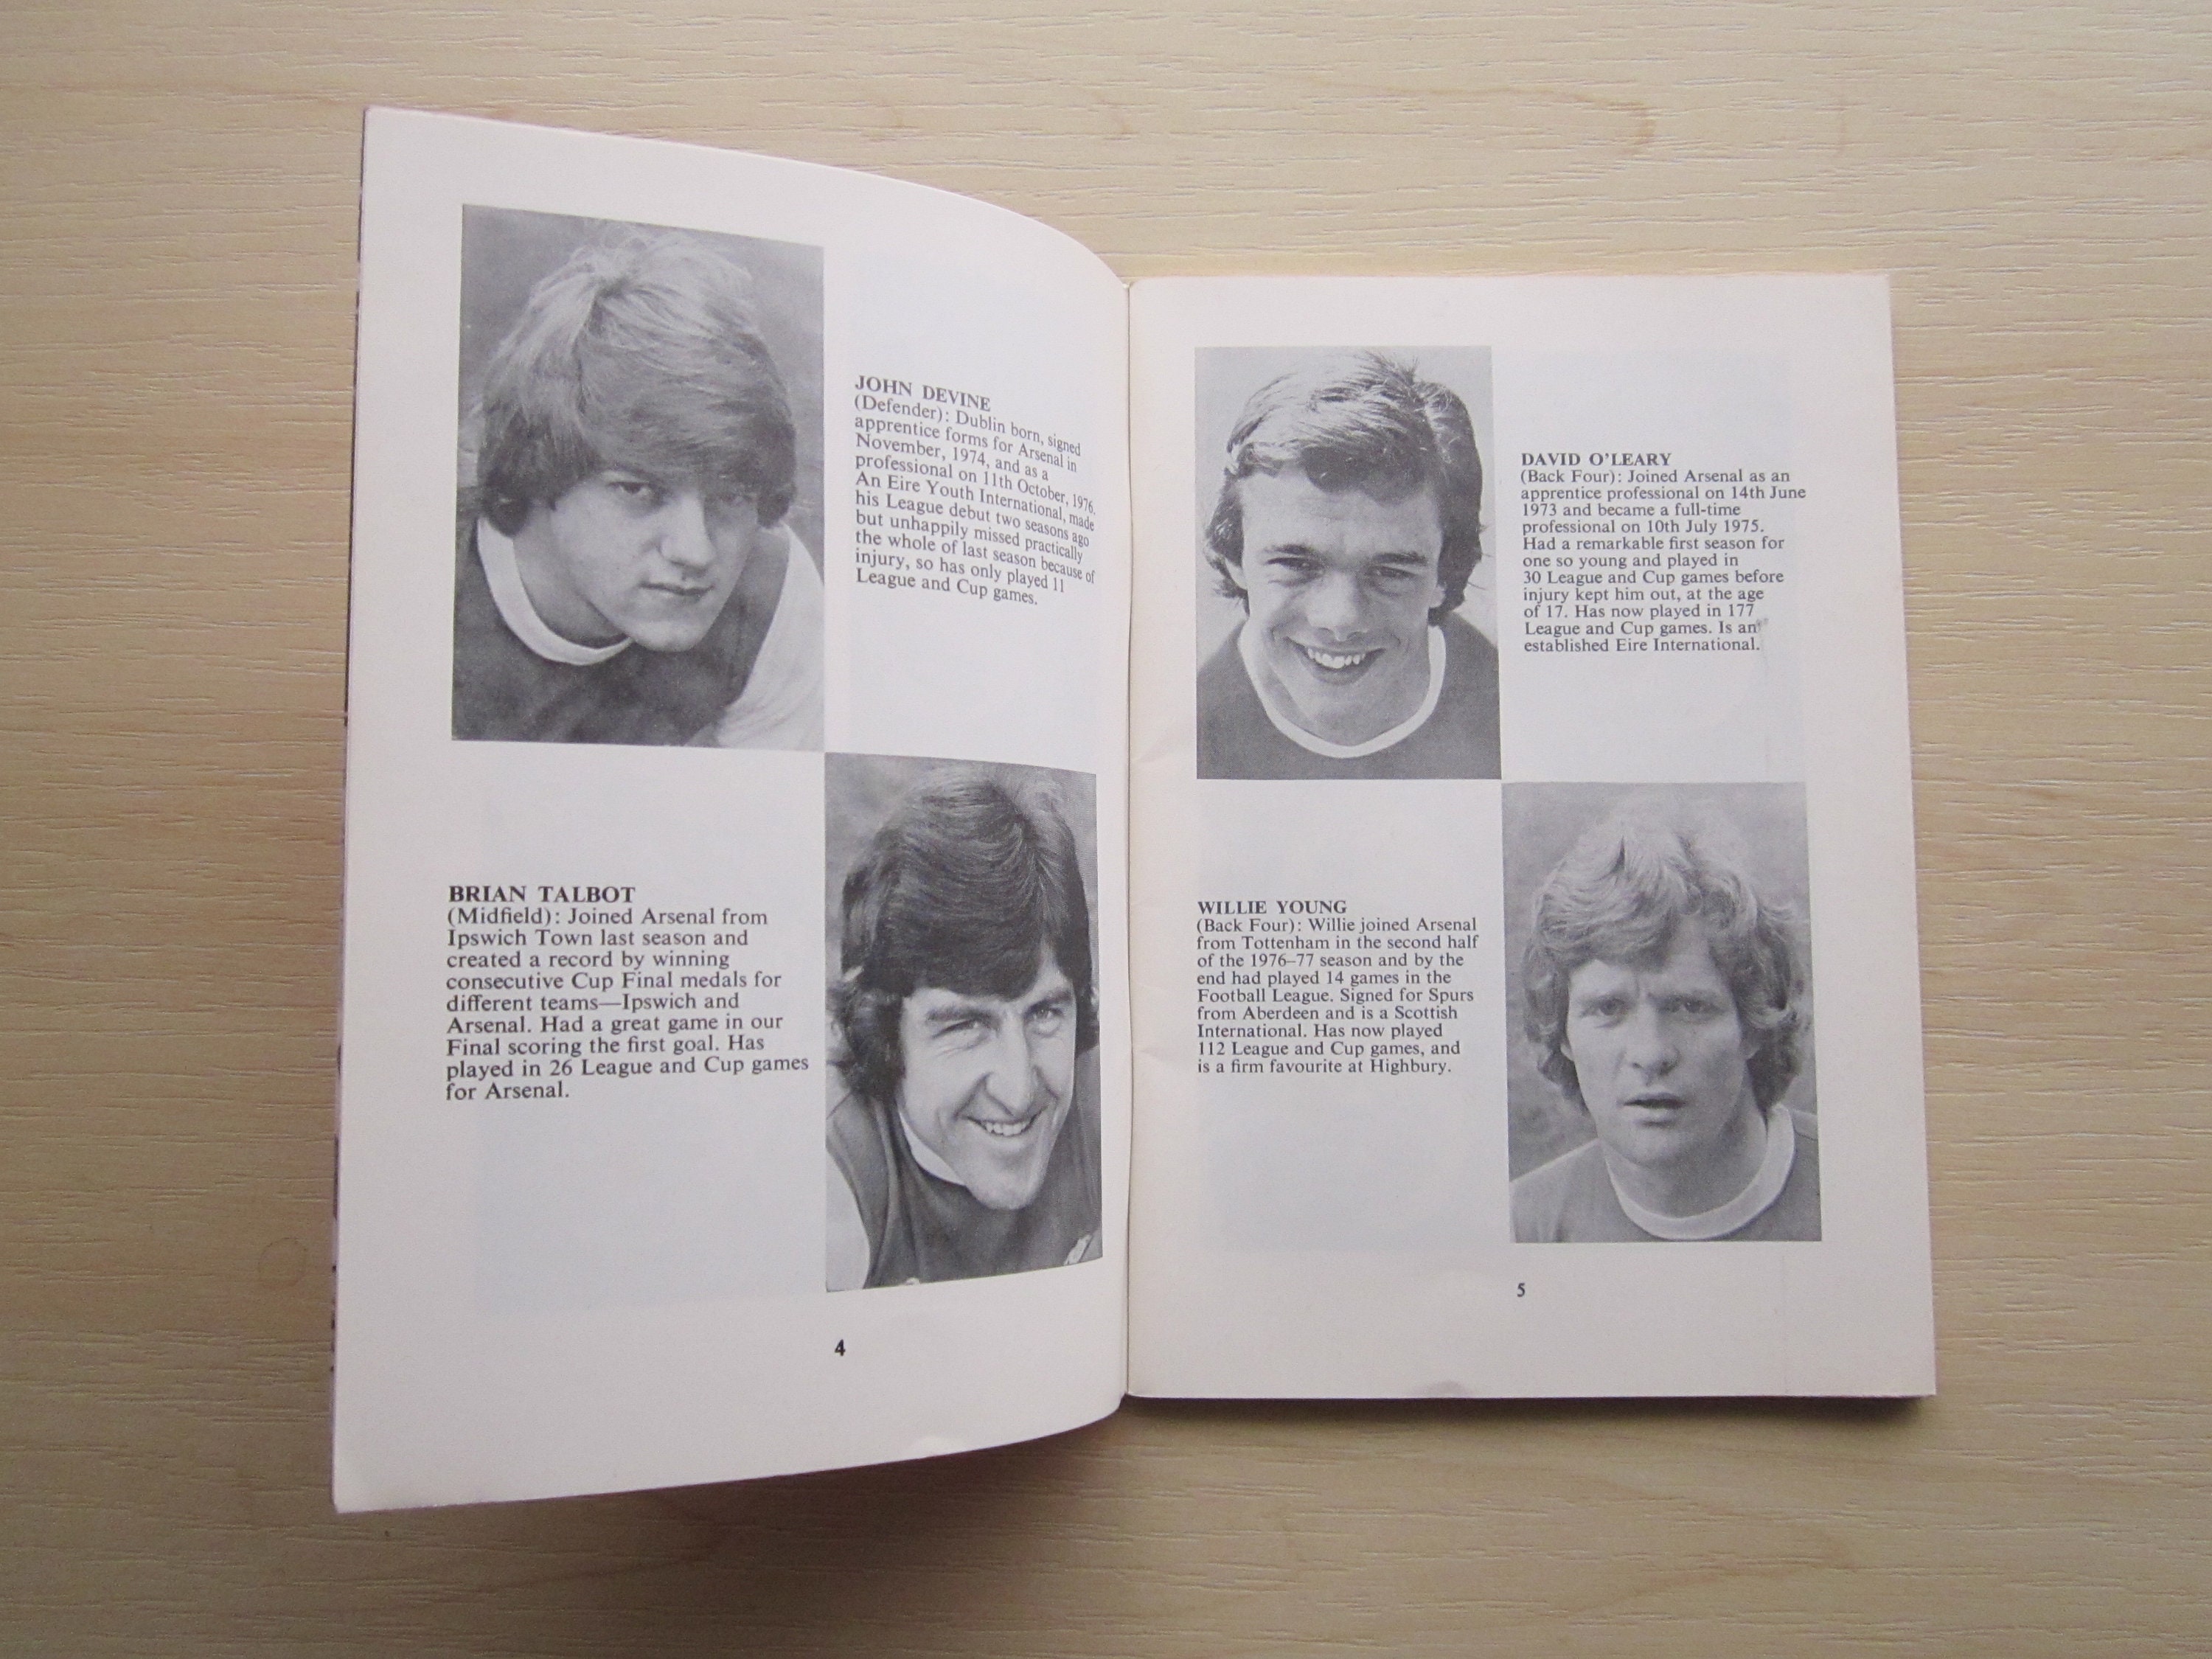 JOHN DEVINE
(Defender): Dublin born, signed
apprentice forms for Arsenal in
November, 1974, and as a
professional on 11th October, 1976.
An Eire Youth International, made
his League debut two seasons ago
but unhappily missed practically
the whole of last season because of
injury, so has only played 11
League and Cup games.
BRIAN TALBOT
(Midfield): Joined Arsenal from
Ipswich Town last season and
created a record by winning
consecutive Cup Final medals for
different teams—Ipswich and
Arsenal. Had a great game in our
Final scoring the first goal. Has
played in 26 League and Cup games
for Arsenal.
4
DAVID O'LEARY
(Back Four): Joined Arsenal as an
apprentice professional on 14th June
1973 and became a full-time
professional on 10th July 1975.
Had a remarkable first season for
one so young and played in
30 League and Cup games before
injury kept him out, at the age
of 17. Has now played in 177
League and Cup games. Is an
established Eire International.
WILLIE YOUNG
(Back Four): Willie joined Arsenal
from Tottenham in the second half
of the 1976–77 season and by the
end had played 14 games in the
Football League. Signed for Spurs
from Aberdeen and is a Scottish
International. Has now played
112 League and Cup games, and
is a firm favourite at Highbury.
5